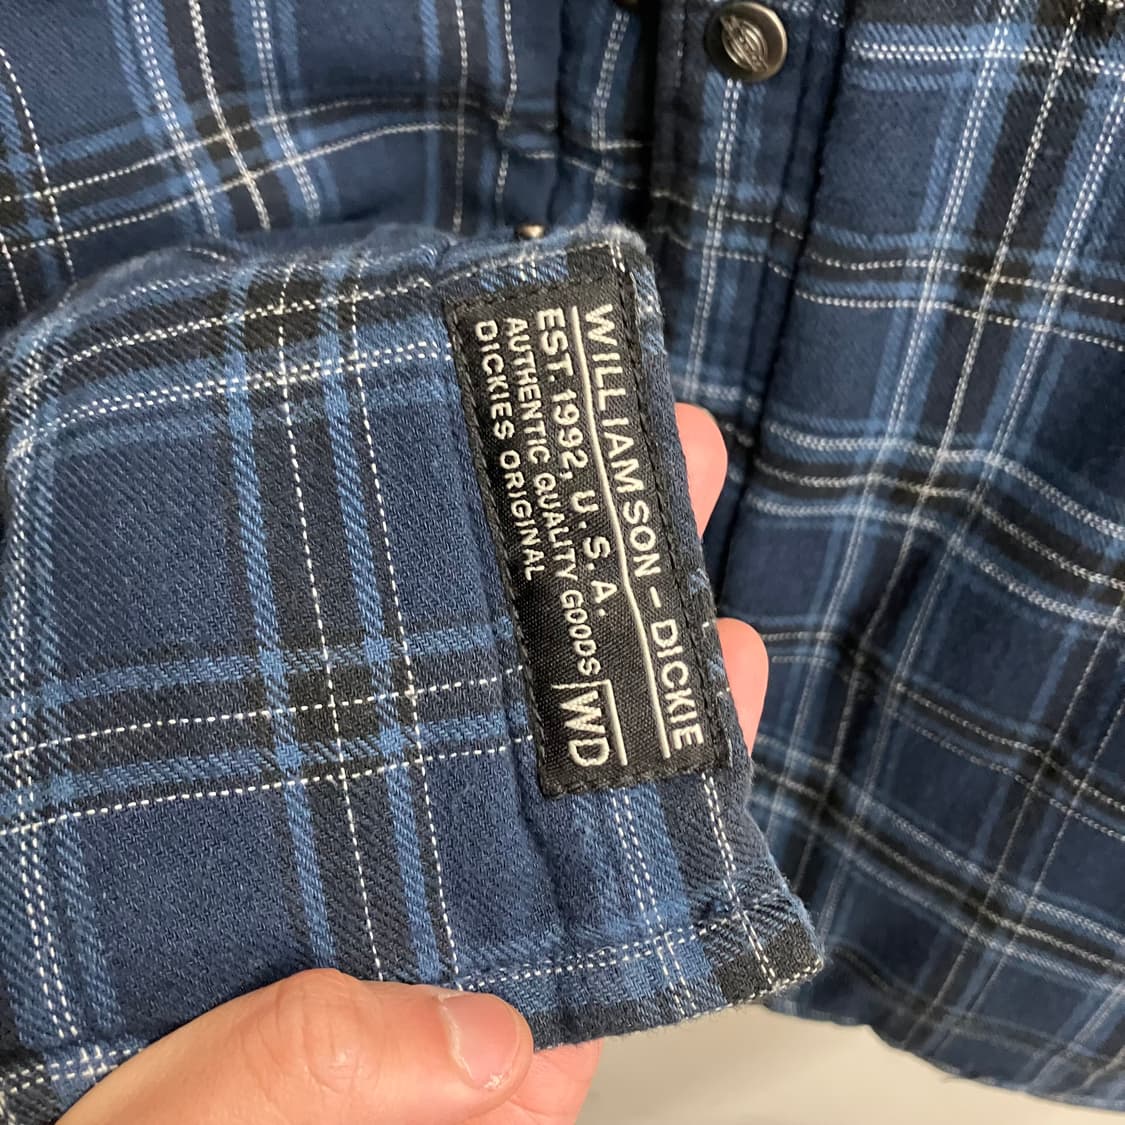 WILLIAMSON-DICKIE
EST. 1992, U.S.A.
AUTHENTIC QUALITY GOODS
DICKIES ORIGINAL
WD